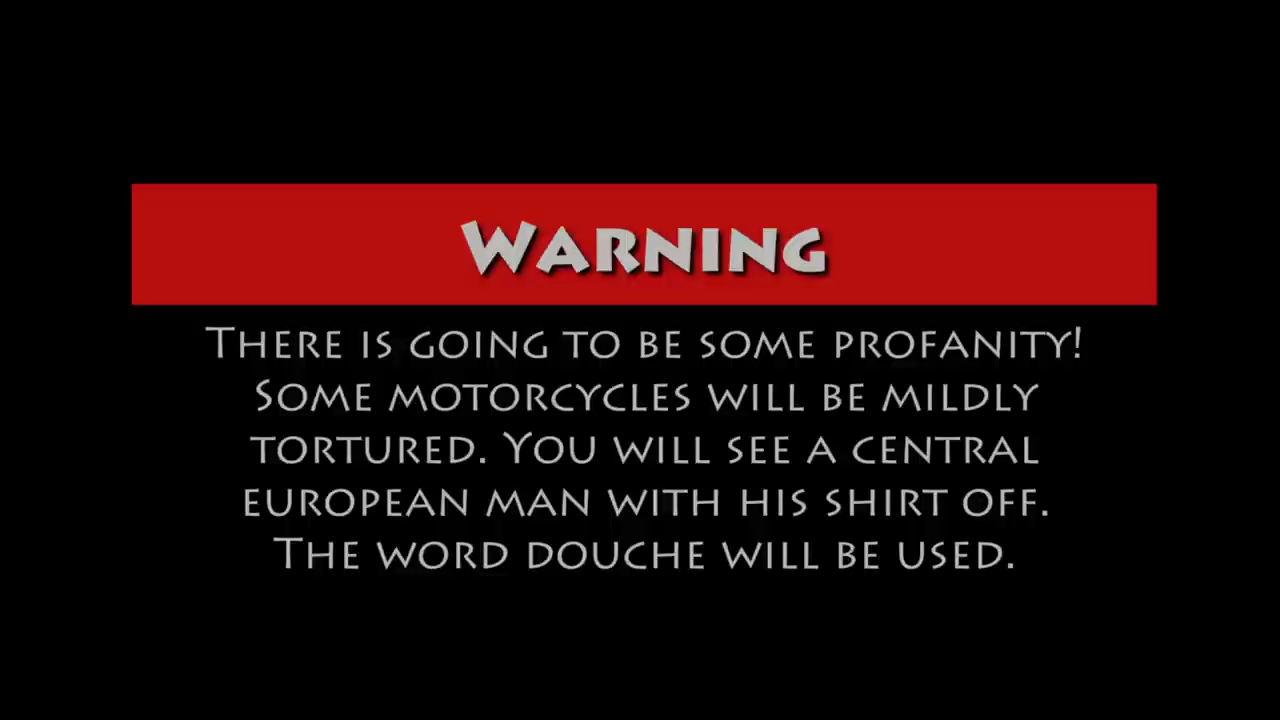 Warning
There is going to be some profanity!
Some motorcycles will be mildly
tortured. You will see a central
european man with his shirt off.
The word douche will be used.